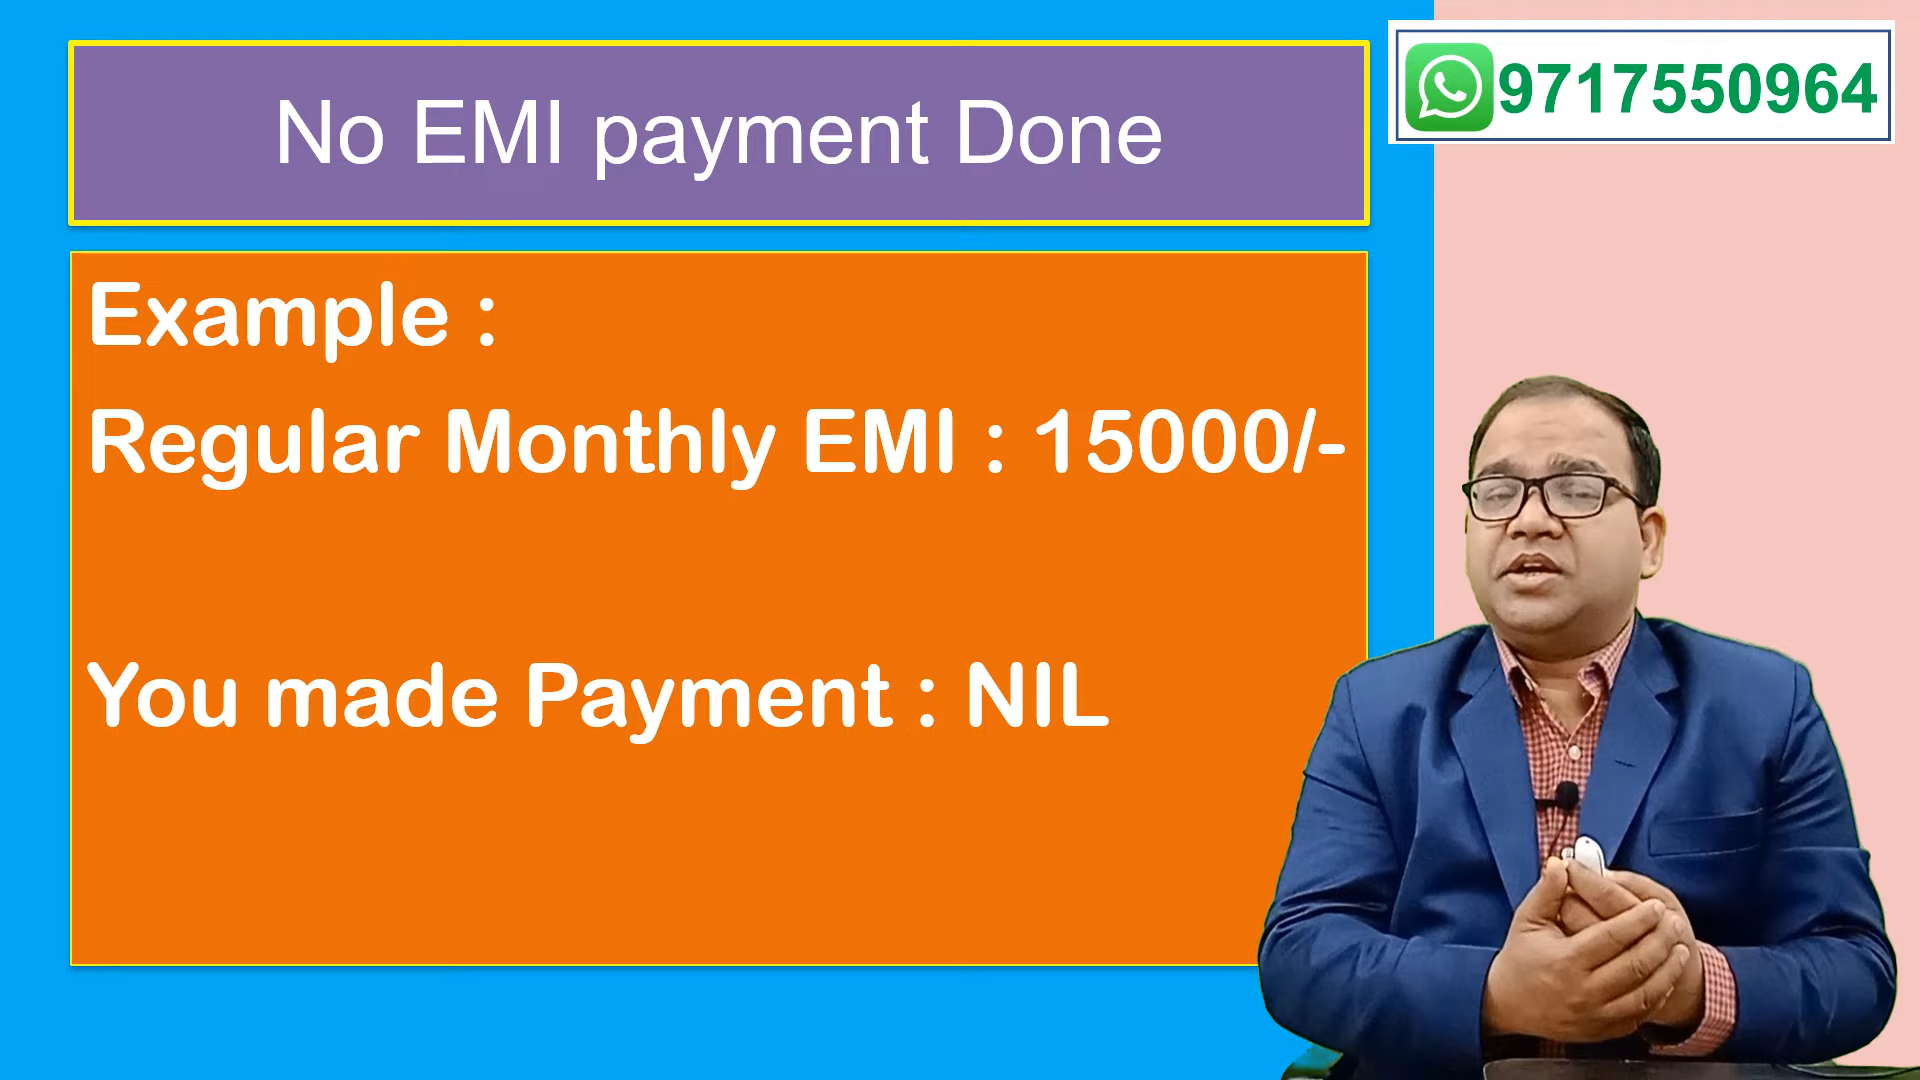 No EMI payment Done
9717550964
Example :
Regular Monthly EMI : 15000/-
You made Payment : NIL